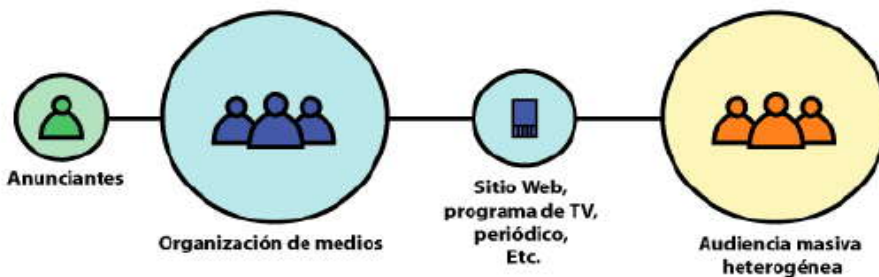 Anunciantes
Organización de medios
Sitio Web,
programa de TV,
periódico,
Etc.
Audiencia masiva
heterogénea